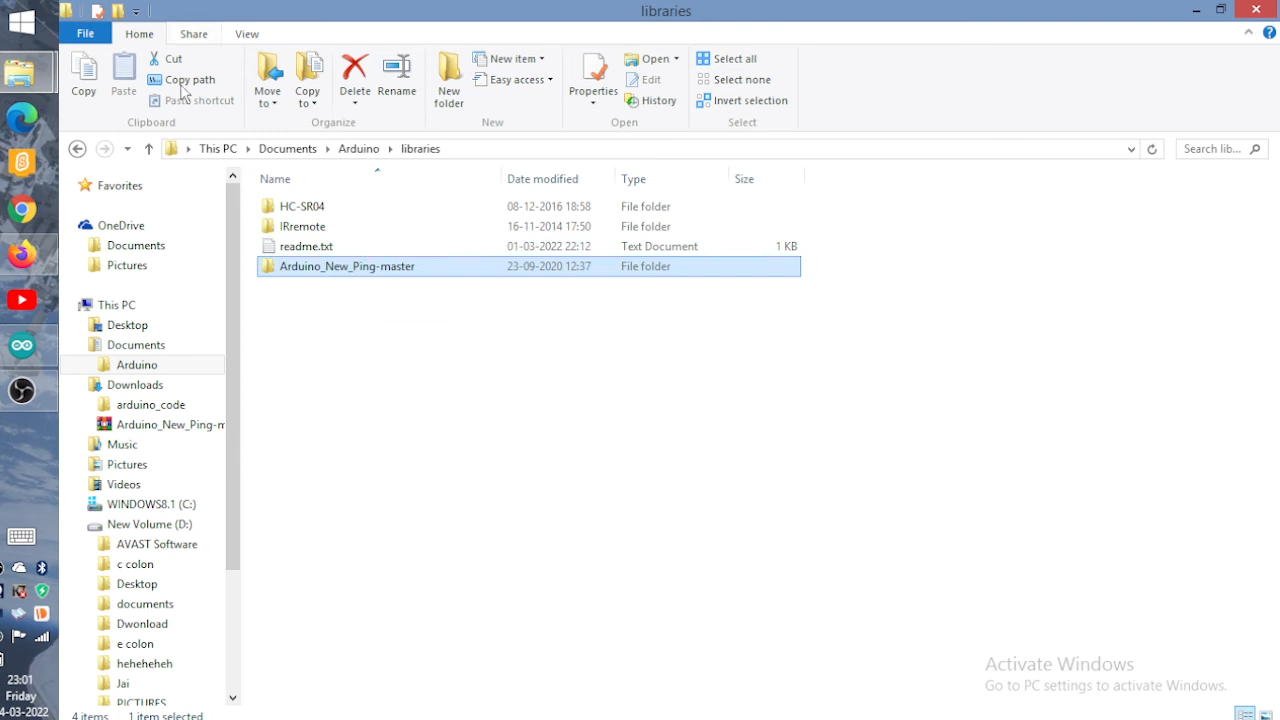 libraries
File Home Share View
Copy Paste Cut Copy path Paste shortcut Clipboard
Move to Copy to Delete Rename Organize
New folder New item Easy access New
Properties Open Edit History Open
Select all Select none Invert selection Select
This PC Documents Arduino libraries Search lib...
Name Date modified Type Size
HC-SR04 08-12-2016 18:58 File folder
IRremote 16-11-2014 17:50 File folder
readme.txt 01-03-2022 22:12 Text Document 1 KB
Arduino_New_Ping-master 23-09-2020 12:37 File folder
Favorites
OneDrive
Documents
Pictures
This PC
Desktop
Documents
Arduino
Downloads
arduino_code
Arduino_New_Ping-m
Music
Pictures
Videos
WINDOWS8.1 (C:)
New Volume (D:)
AVAST Software
c colon
Desktop
documents
Dwonload
e colon
heheheheh
Jai
PICTURES
4 items 1 item selected
23:01
Friday
4-03-2022
Activate Windows
Go to PC settings to activate Windows.